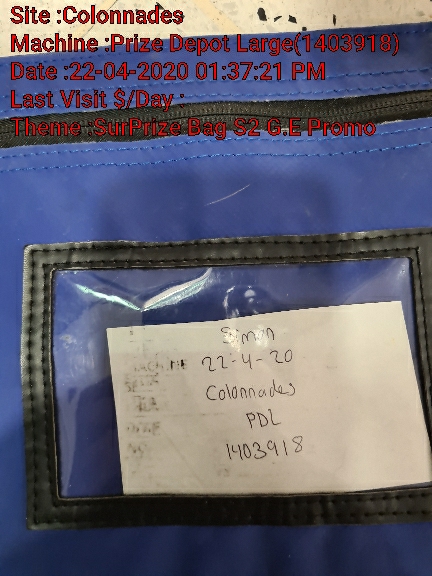 Site :Colonnades
Machine :Prize Depot Large(1403918)
Date :22-04-2020 01:37:21 PM
Last Visit $/Day :
Theme :SurPrize Bag S2 G.E Promo
Simon
MACHINE 22-4-20
Colonnades
PDL
1403918